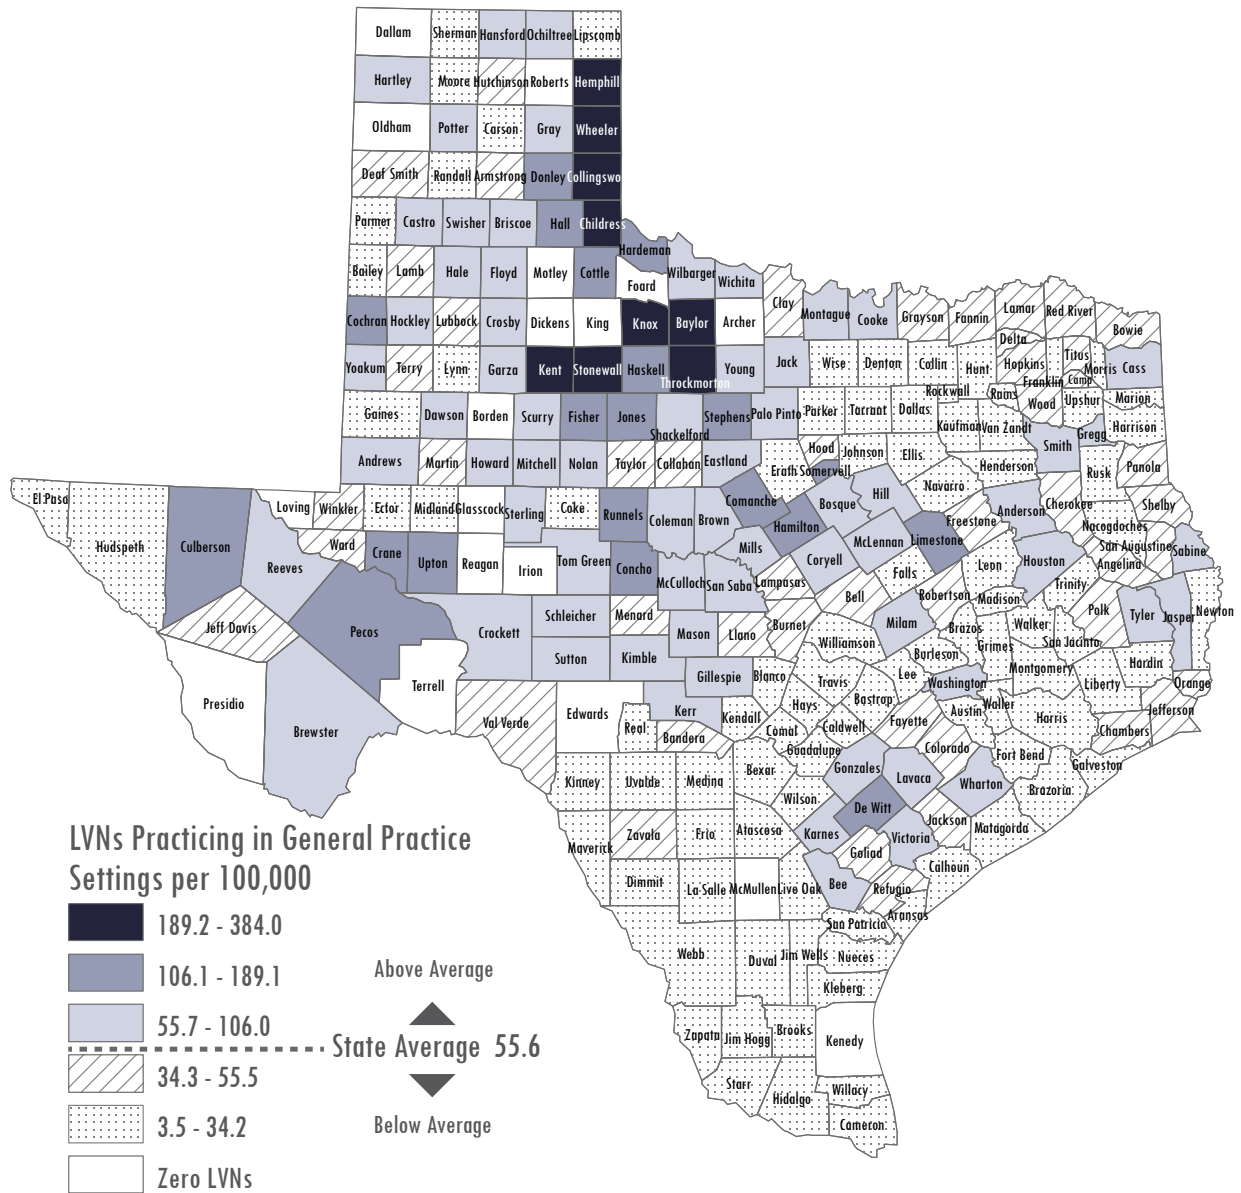 Dallam Sherman Hansford Ochiltree Lipscomb
Hartley Moore Hutchinson Roberts Hemphill
Oldham Potter Carson Gray Wheeler
Deaf Smith Randall Armstrong Donley Collingswo
Parmer Castro Swisher Briscoe Hall Childress
Hardeman
Bailey Lamb Hale Floyd Motley Cottle Foard Wilbarger Wichita
Clay Montague Cooke Grayson Fannin Lamar Red River Bowie
Cochran Hockley Lubbock Crosby Dickens King Knox Baylor Archer
Delta Titus Morris Cass
Yoakum Terry Lynn Garza Kent Stonewall Haskell Throckmorton Young Jack Wise Denton Collin Hunt Hopkins Franklin Camp
Rockwall Rains Wood Upshur Marion
Gaines Dawson Borden Scurry Fisher Jones Shackelford Stephens Palo Pinto Parker Tarrant Dallas Kaufman Van Zandt Smith Gregg Harrison
Andrews Martin Howard Mitchell Nolan Taylor Callahan Eastland Erath Hood Somervell Johnson Ellis Henderson Rusk Panola
El Paso Hudspeth Culberson Reeves Loving Winkler Ector Midland Glasscock Sterling Coke Runnels Coleman Brown Comanche Hamilton Bosque Hill Navarro Freestone Anderson Cherokee Nacogdoches Shelby
Ward Crane Upton Reagan Irion Tom Green Concho McCulloch San Saba Mills Coryell McLennan Limestone Falls Leon Houston Angelina San Augustine Sabine
Jeff Davis Pecos Crockett Schleicher Menard Mason Llano Lampasas Burnet Bell Milam Robertson Madison Trinity Polk Tyler Jasper Newton
Presidio Brewster Terrell Sutton Kimble Gillespie Blanco Williamson Burleson Brazos Grimes Walker San Jacinto Montgomery Liberty Hardin Orange
Val Verde Edwards Real Kerr Bandera Kendall Hays Travis Bastrop Lee Washington Austin Waller Harris Chambers Jefferson
Comal Caldwell Guadalupe Fayette Colorado Fort Bend Galveston
Kinney Uvalde Medina Bexar Wilson Gonzales Lavaca Wharton Brazoria
Maverick Zavala Frio Atascosa Karnes De Witt Victoria Jackson Matagorda
Goliad Calhoun
Dimmit La Salle McMullen Live Oak Bee Refugio Aransas
San Patricio
Webb Duval Jim Wells Nueces
Kleberg
Zapata Jim Hogg Brooks Kenedy
Starr Hidalgo Willacy
Cameron
LVNs Practicing in General Practice
Settings per 100,000
189.2 - 384.0
106.1 - 189.1
Above Average
55.7 - 106.0
State Average 55.6
34.3 - 55.5
3.5 - 34.2
Below Average
Zero LVNs